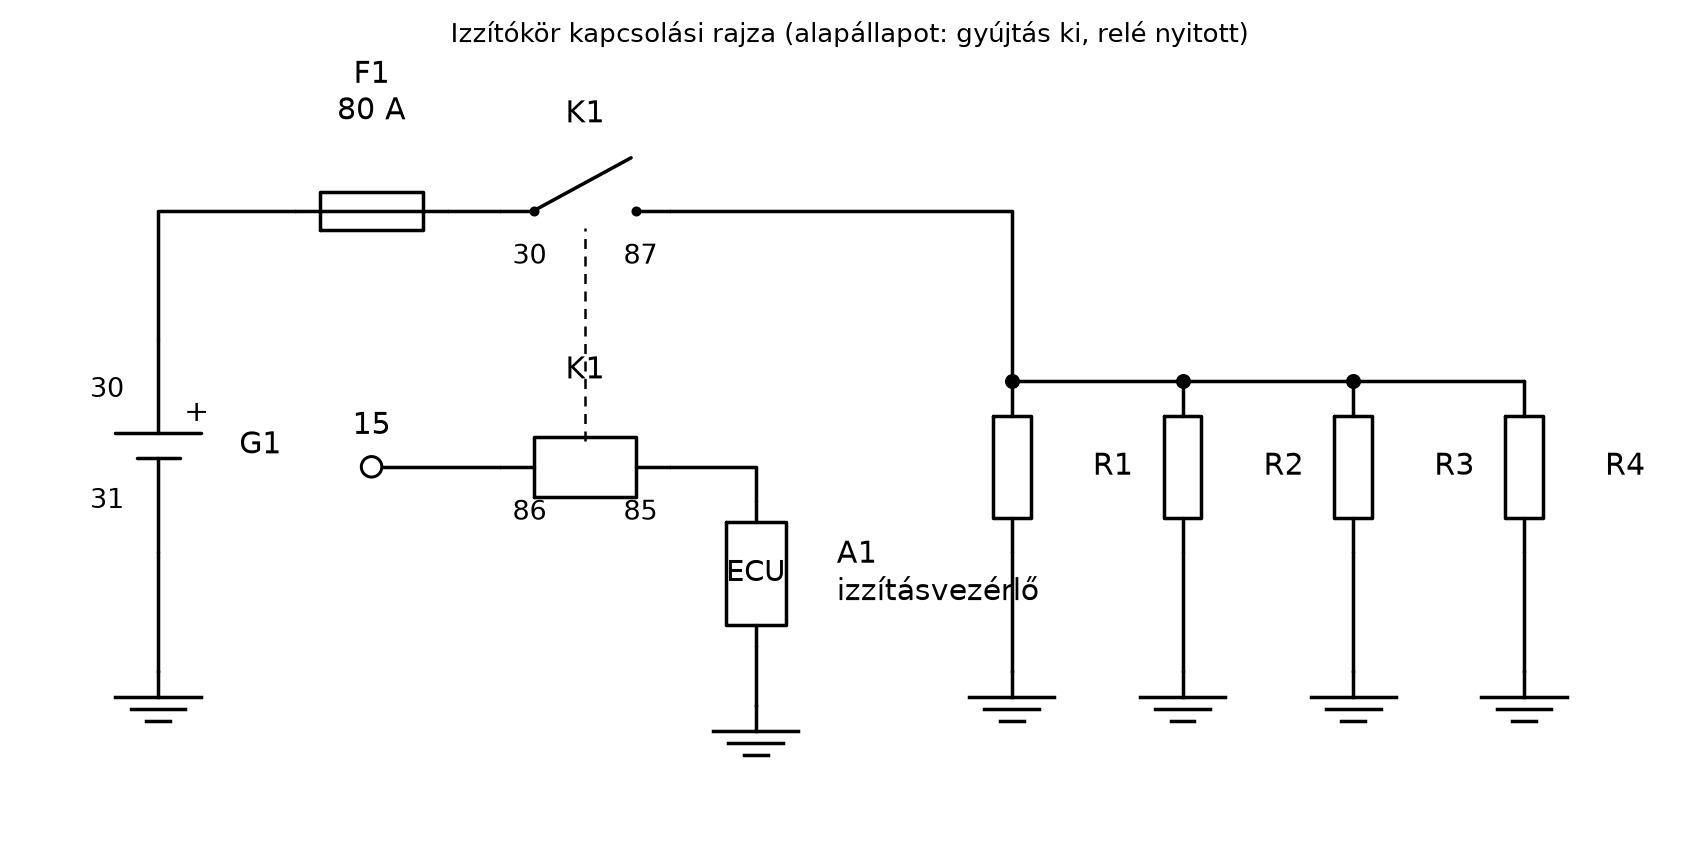 Izzítókör kapcsolási rajza (alapállapot: gyújtás ki, relé nyitott)
F1
80 A
K1
30
87
K1
30
+
G1
31
15
86
85
ECU
A1
izzításvezérlő
R1
R2
R3
R4